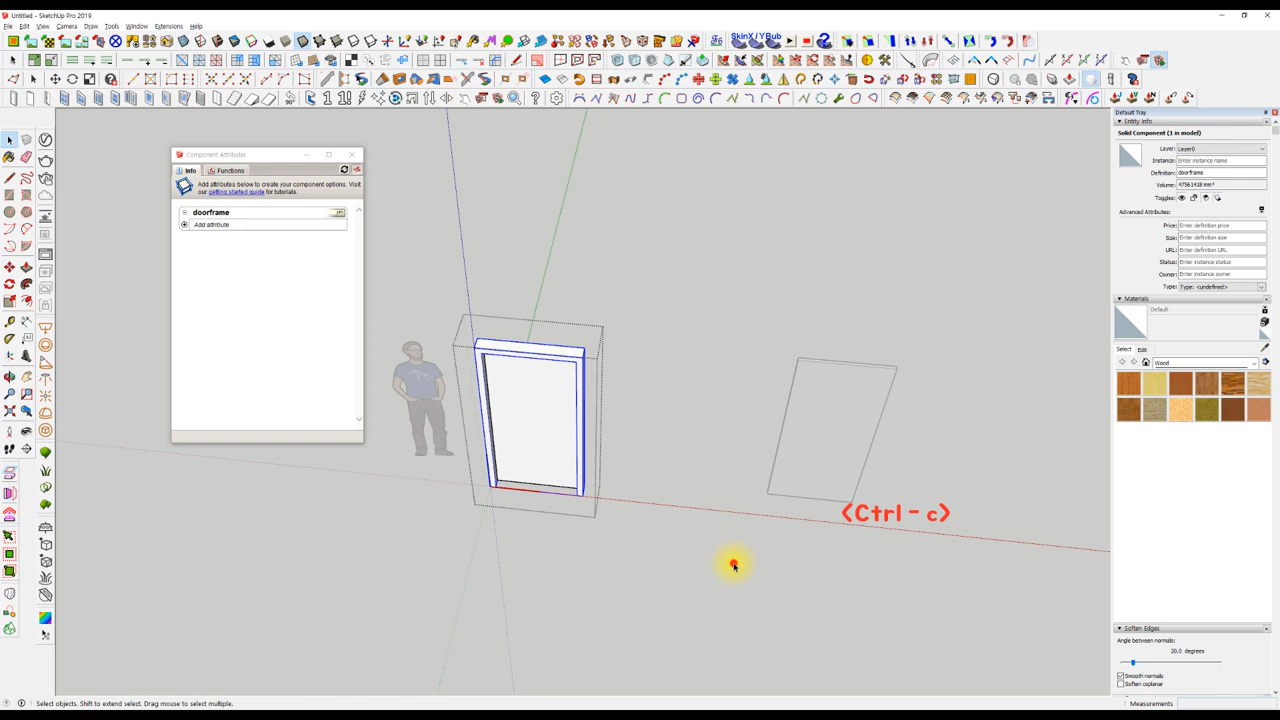 Untitled - SketchUp Pro 2019
File Edit View Camera Draw Tools Window Extensions Help
SkinX/YBub
Component Attributes
Info Functions
Add attributes below to create your component options. Visit
our getting started guide for tutorials.
doorframe
Add attribute
<Ctrl - c>
Default Tray
Entity Info
Solid Component (1 in model)
Layer: Layer0
Instance: Enter instance name
Definition: doorframe
Volume: 47561418 mm³
Toggles:
Advanced Attributes:
Price: Enter definition price
Size: Enter definition size
URL: Enter definition URL
Status: Enter instance status
Owner: Enter instance owner
Type: Type: <undefined>
Materials
Default
Select Edit
Wood
Soften Edges
Angle between normals:
20.0 degrees
Smooth normals
Soften coplanar
Select objects. Shift to extend select. Drag mouse to select multiple.
Measurements